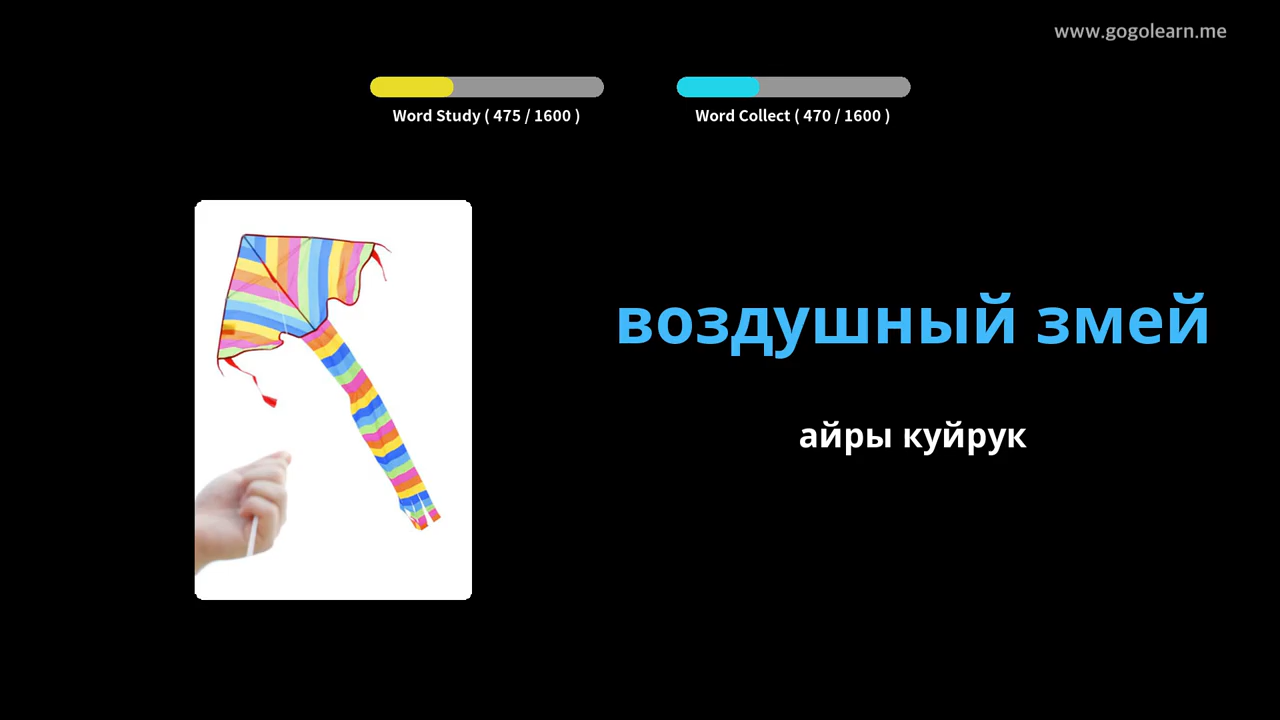 www.gogolearn.me
Word Study ( 475 / 1600 )
Word Collect ( 470 / 1600 )
воздушный змей
айры куйрук